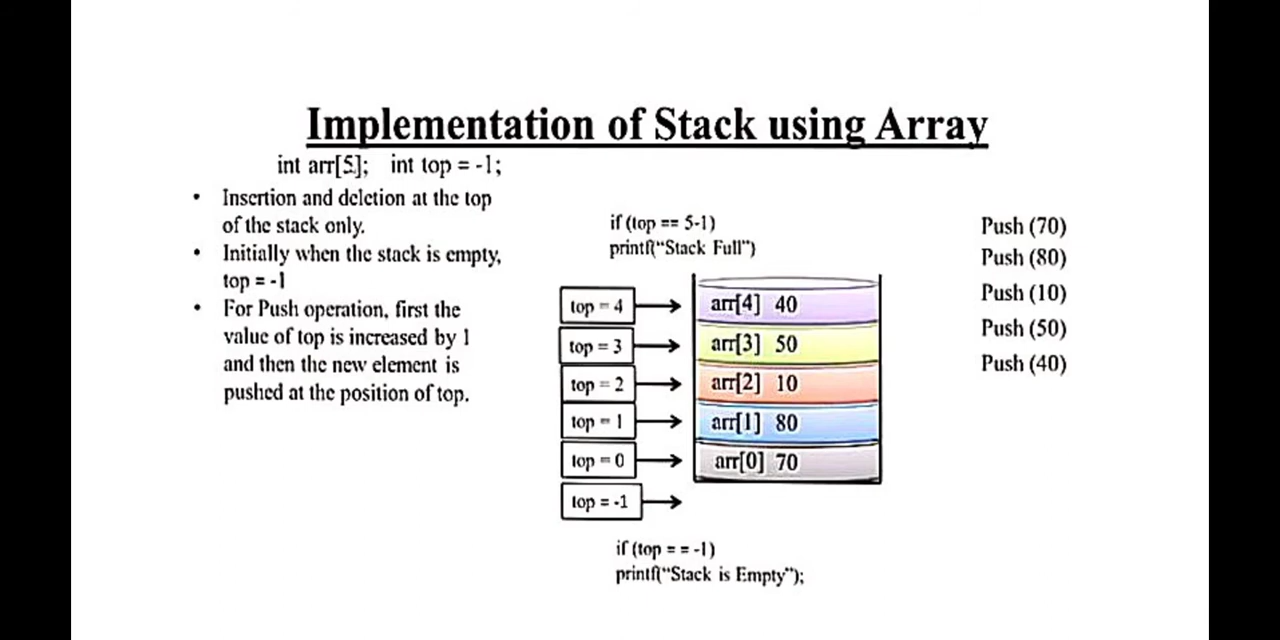 Implementation of Stack using Array
int arr[5]; int top = -1;
• Insertion and deletion at the top
of the stack only.
• Initially when the stack is empty,
top = -1
• For Push operation, first the
value of top is increased by 1
and then the new element is
pushed at the position of top.
if (top == 5-1)
printf("Stack Full")
top = 4 arr[4] 40
top = 3 arr[3] 50
top = 2 arr[2] 10
top = 1 arr[1] 80
top = 0 arr[0] 70
top = -1
if (top = = -1)
printf("Stack is Empty");
Push (70)
Push (80)
Push (10)
Push (50)
Push (40)